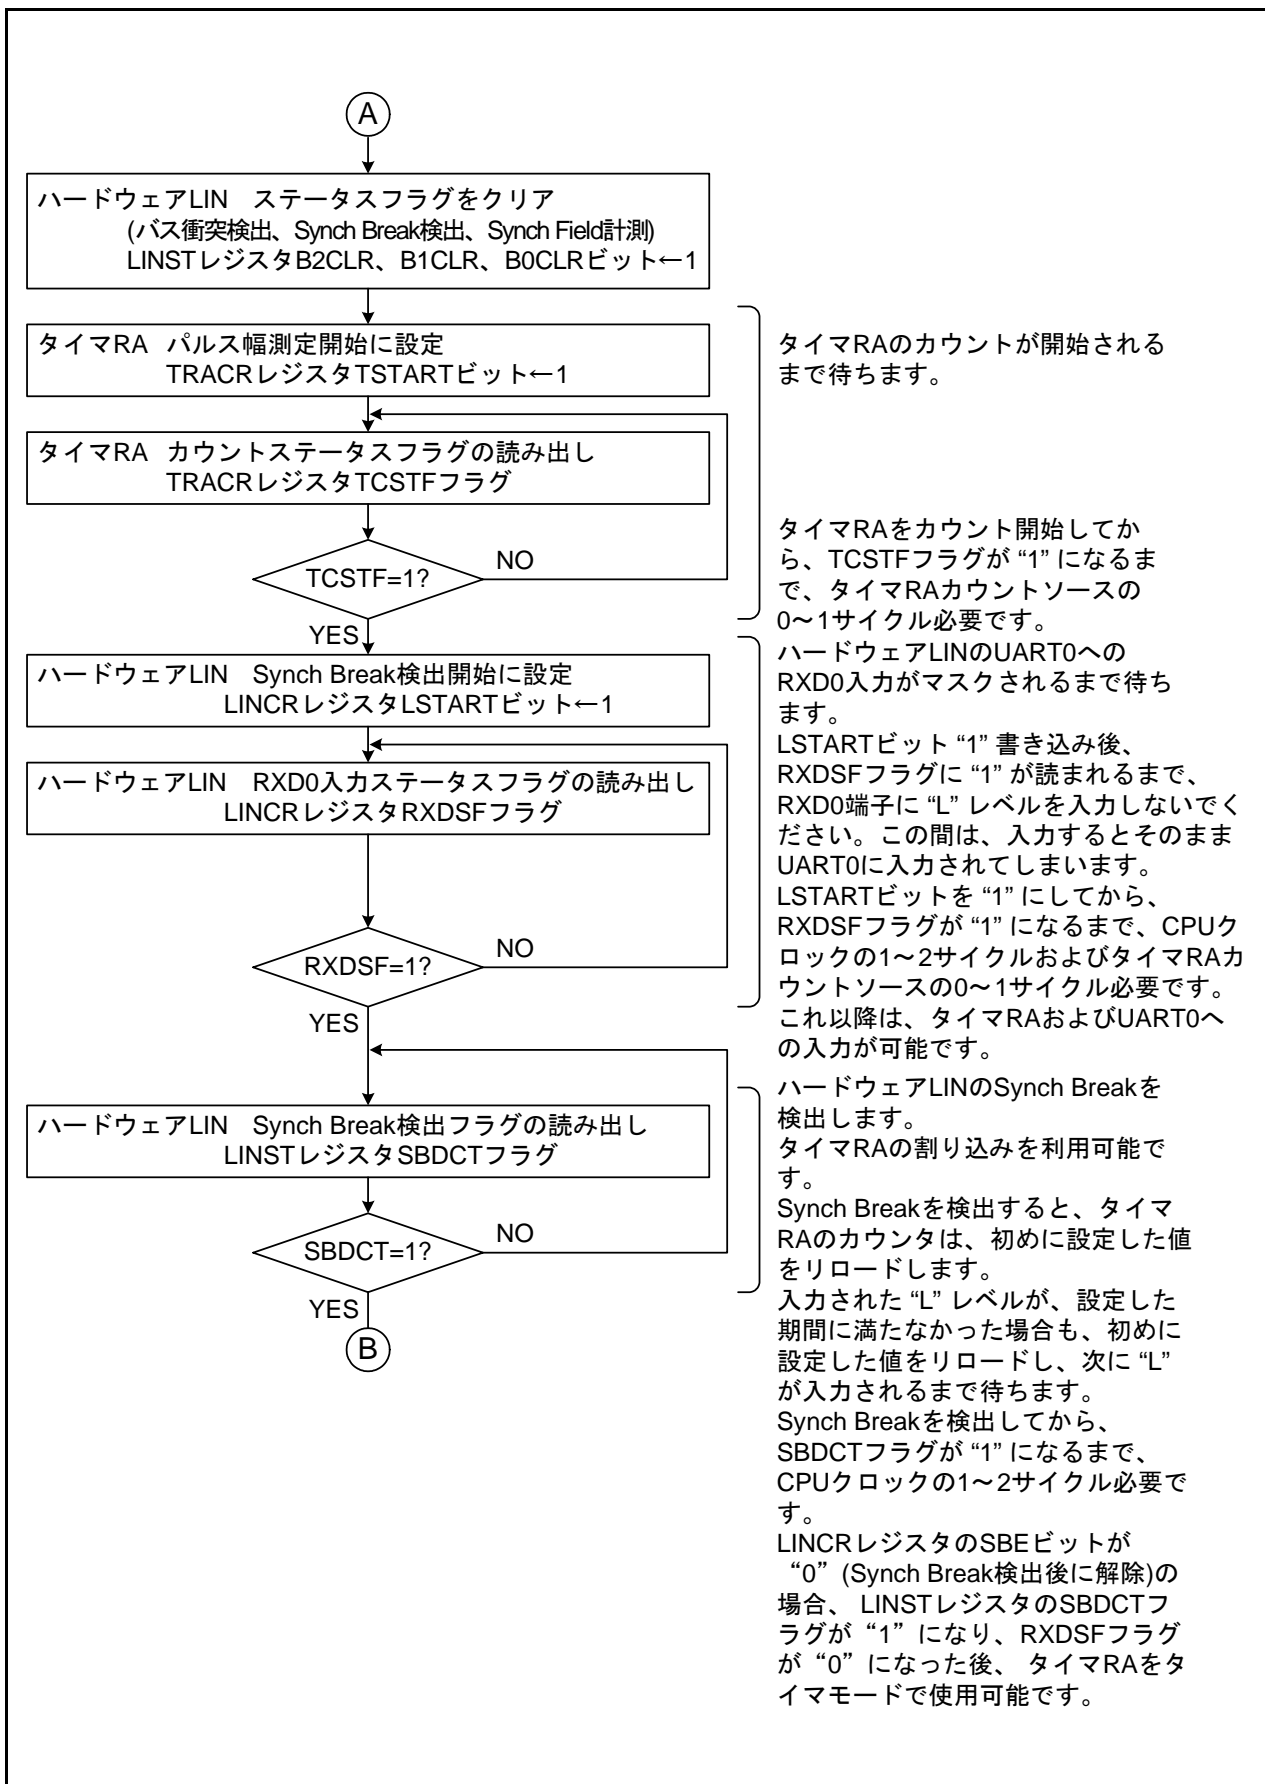 A
ハードウェアLIN ステータスフラグをクリア
(バス衝突検出、Synch Break検出、Synch Field計測)
LINSTレジスタB2CLR、B1CLR、B0CLRビット←1
タイマRA パルス幅測定開始に設定
TRACRレジスタTSTARTビット←1
タイマRAのカウントが開始される
まで待ちます。
タイマRA カウントステータスフラグの読み出し
TRACRレジスタTCSTFフラグ
TCSTF=1?
NO
YES
タイマRAをカウント開始してか
ら、TCSTFフラグが “1” になるま
で、タイマRAカウントソースの
0~1サイクル必要です。
ハードウェアLIN Synch Break検出開始に設定
LINCRレジスタLSTARTビット←1
ハードウェアLIN RXD0入力ステータスフラグの読み出し
LINCRレジスタRXDSFフラグ
RXDSF=1?
NO
YES
ハードウェアLINのUART0への
RXD0入力がマスクされるまで待ち
ます。
LSTARTビット “1” 書き込み後、
RXDSFフラグに “1” が読まれるまで、
RXD0端子に “L” レベルを入力しないでく
ださい。この間は、入力するとそのまま
UART0に入力されてしまいます。
LSTARTビットを “1” にしてから、
RXDSFフラグが “1” になるまで、CPUク
ロックの1~2サイクルおよびタイマRAカ
ウントソースの0~1サイクル必要です。
これ以降は、タイマRAおよびUART0へ
の入力が可能です。
ハードウェアLIN Synch Break検出フラグの読み出し
LINSTレジスタSBDCTフラグ
SBDCT=1?
NO
YES
B
ハードウェアLINのSynch Breakを
検出します。
タイマRAの割り込みを利用可能で
す。
Synch Breakを検出すると、タイマ
RAのカウンタは、初めに設定した値
をリロードします。
入力された “L” レベルが、設定した
期間に満たなかった場合も、初めに
設定した値をリロードし、次に “L”
が入力されるまで待ちます。
Synch Breakを検出してから、
SBDCTフラグが “1” になるまで、
CPUクロックの1~2サイクル必要で
す。
LINCRレジスタのSBEビットが
“0” (Synch Break検出後に解除)の
場合、 LINSTレジスタのSBDCTフ
ラグが “1” になり、RXDSFフラグ
が “0” になった後、 タイマRAをタ
イマモードで使用可能です。